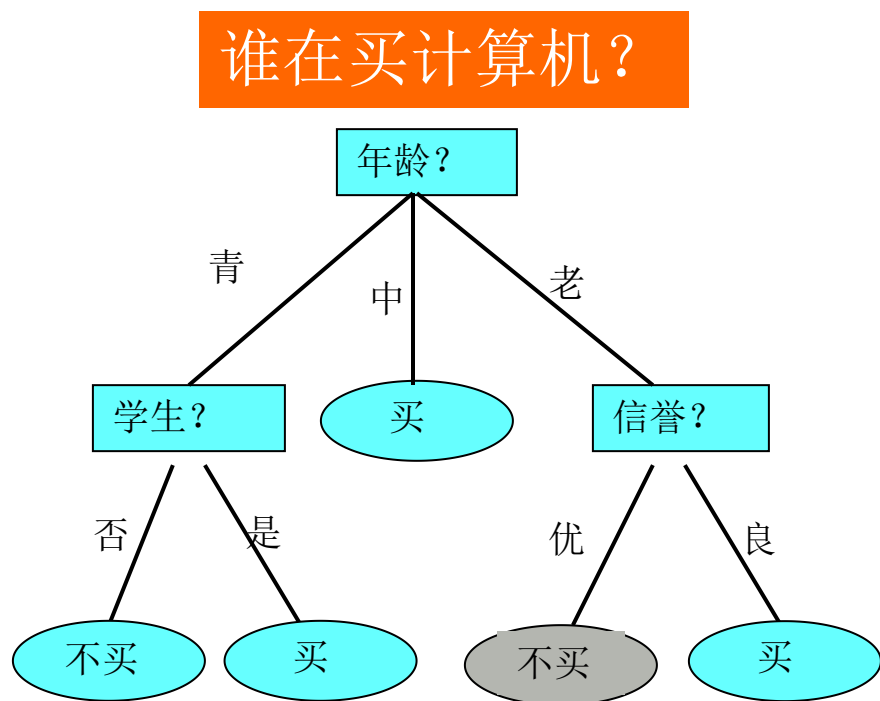 谁在买计算机？
年龄？
青
中
老
学生？
买
信誉？
否
是
优
良
不买
买
不买
买